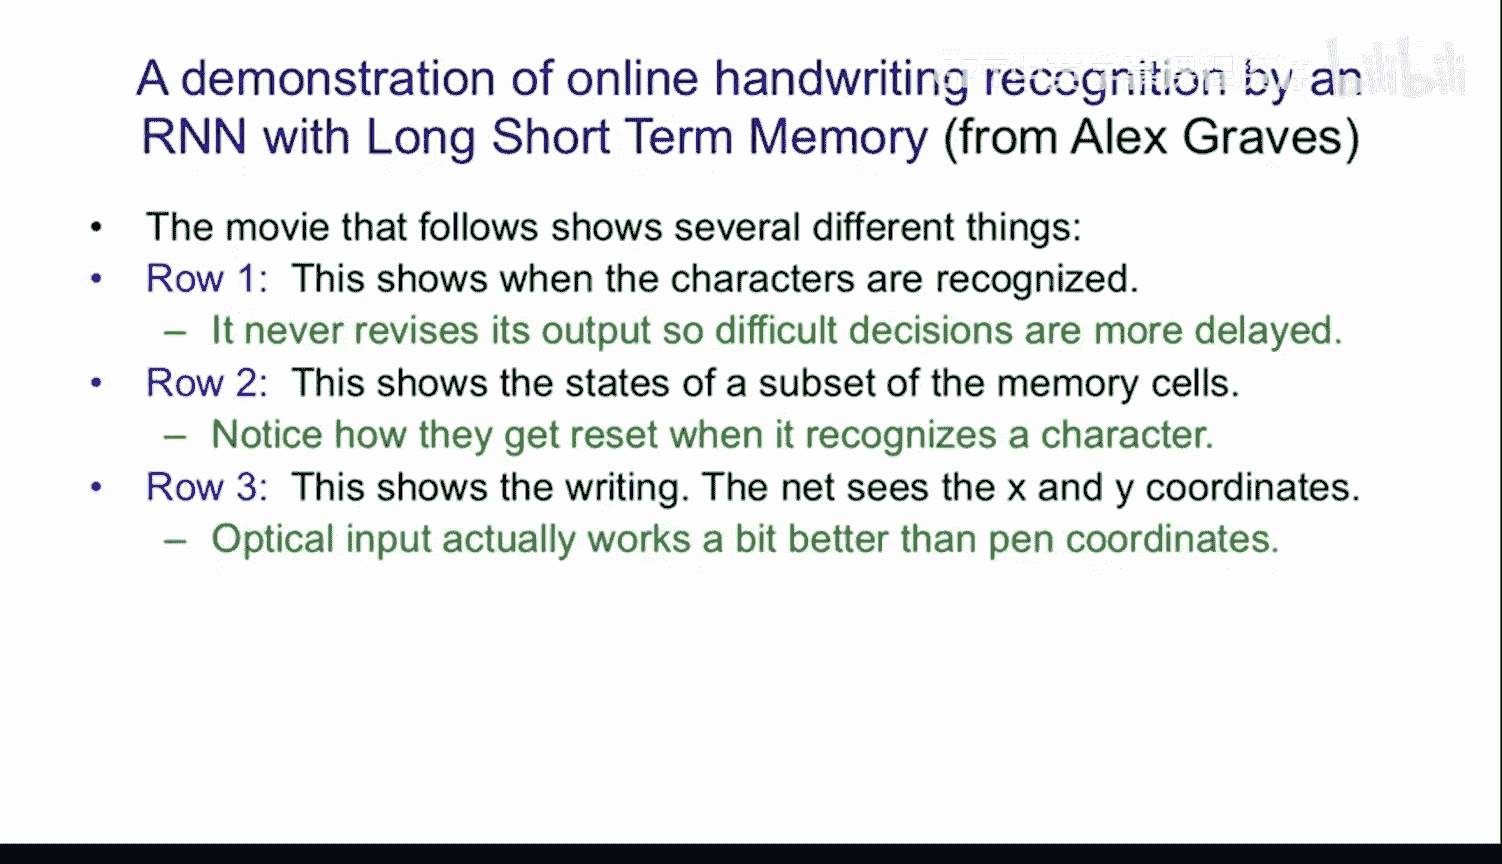 A demonstration of online handwriting recognition by an
RNN with Long Short Term Memory (from Alex Graves)
• The movie that follows shows several different things:
• Row 1: This shows when the characters are recognized.
– It never revises its output so difficult decisions are more delayed.
• Row 2: This shows the states of a subset of the memory cells.
– Notice how they get reset when it recognizes a character.
• Row 3: This shows the writing. The net sees the x and y coordinates.
– Optical input actually works a bit better than pen coordinates.
bilibili